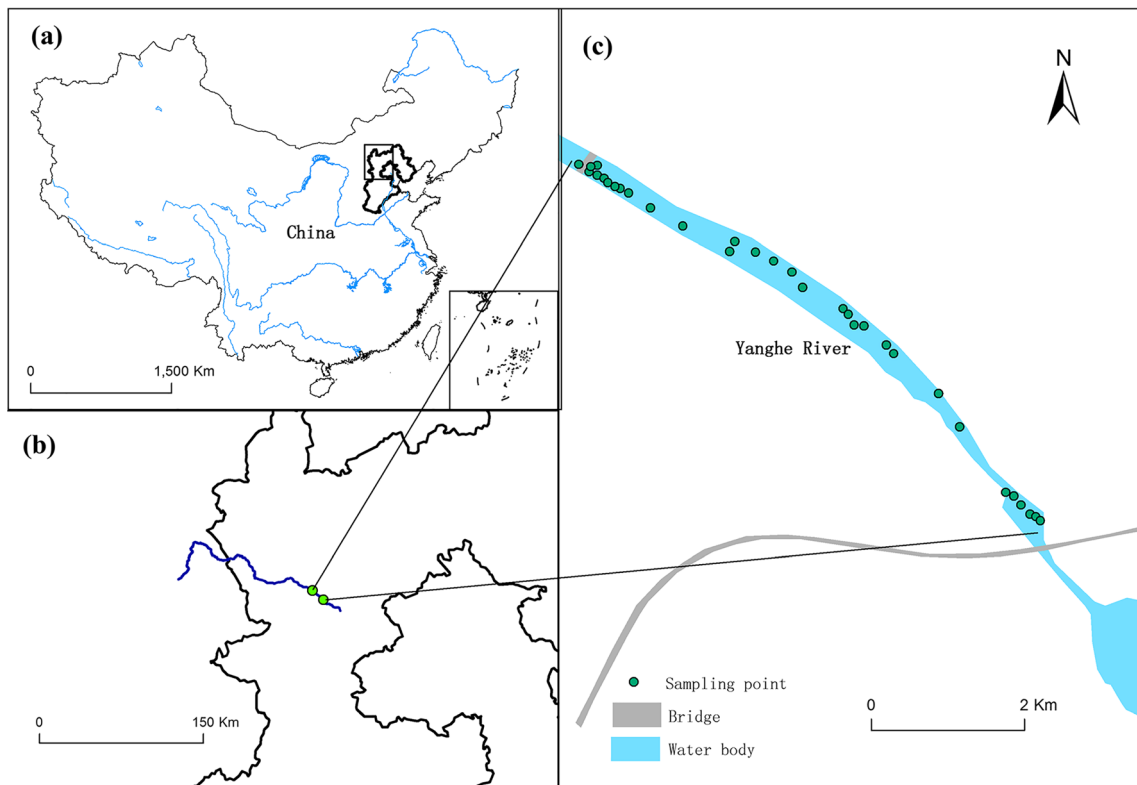 (a)
China
0 1,500 Km
(b)
0 150 Km
(c)
N
Yanghe River
Sampling point
Bridge
Water body
0 2 Km